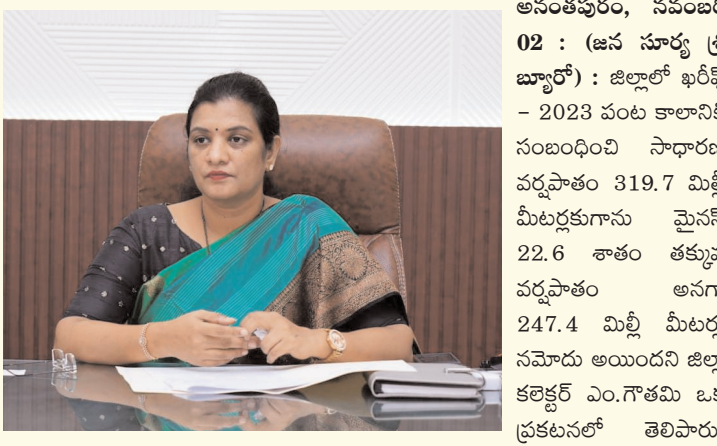 అనంతపురం, నవంబర్
02 : (జన సూర్య
బ్యూరో) : జిల్లాలో ఖరీఫ్
- 2023 పంట కాలానికి
సంబంధించి సాధారణ
వర్షపాతం 319.7 మిల్లీ
మీటర్లకుగాను మైనస్
22.6 శాతం తక్కువ
వర్షపాతం అనగా
247.4 మిల్లీ మీటర్లు
నమోదు అయిందని జిల్లా
కలెక్టర్ ఎం.గౌతమి ఒక
ప్రకటనలో తెలిపారు.